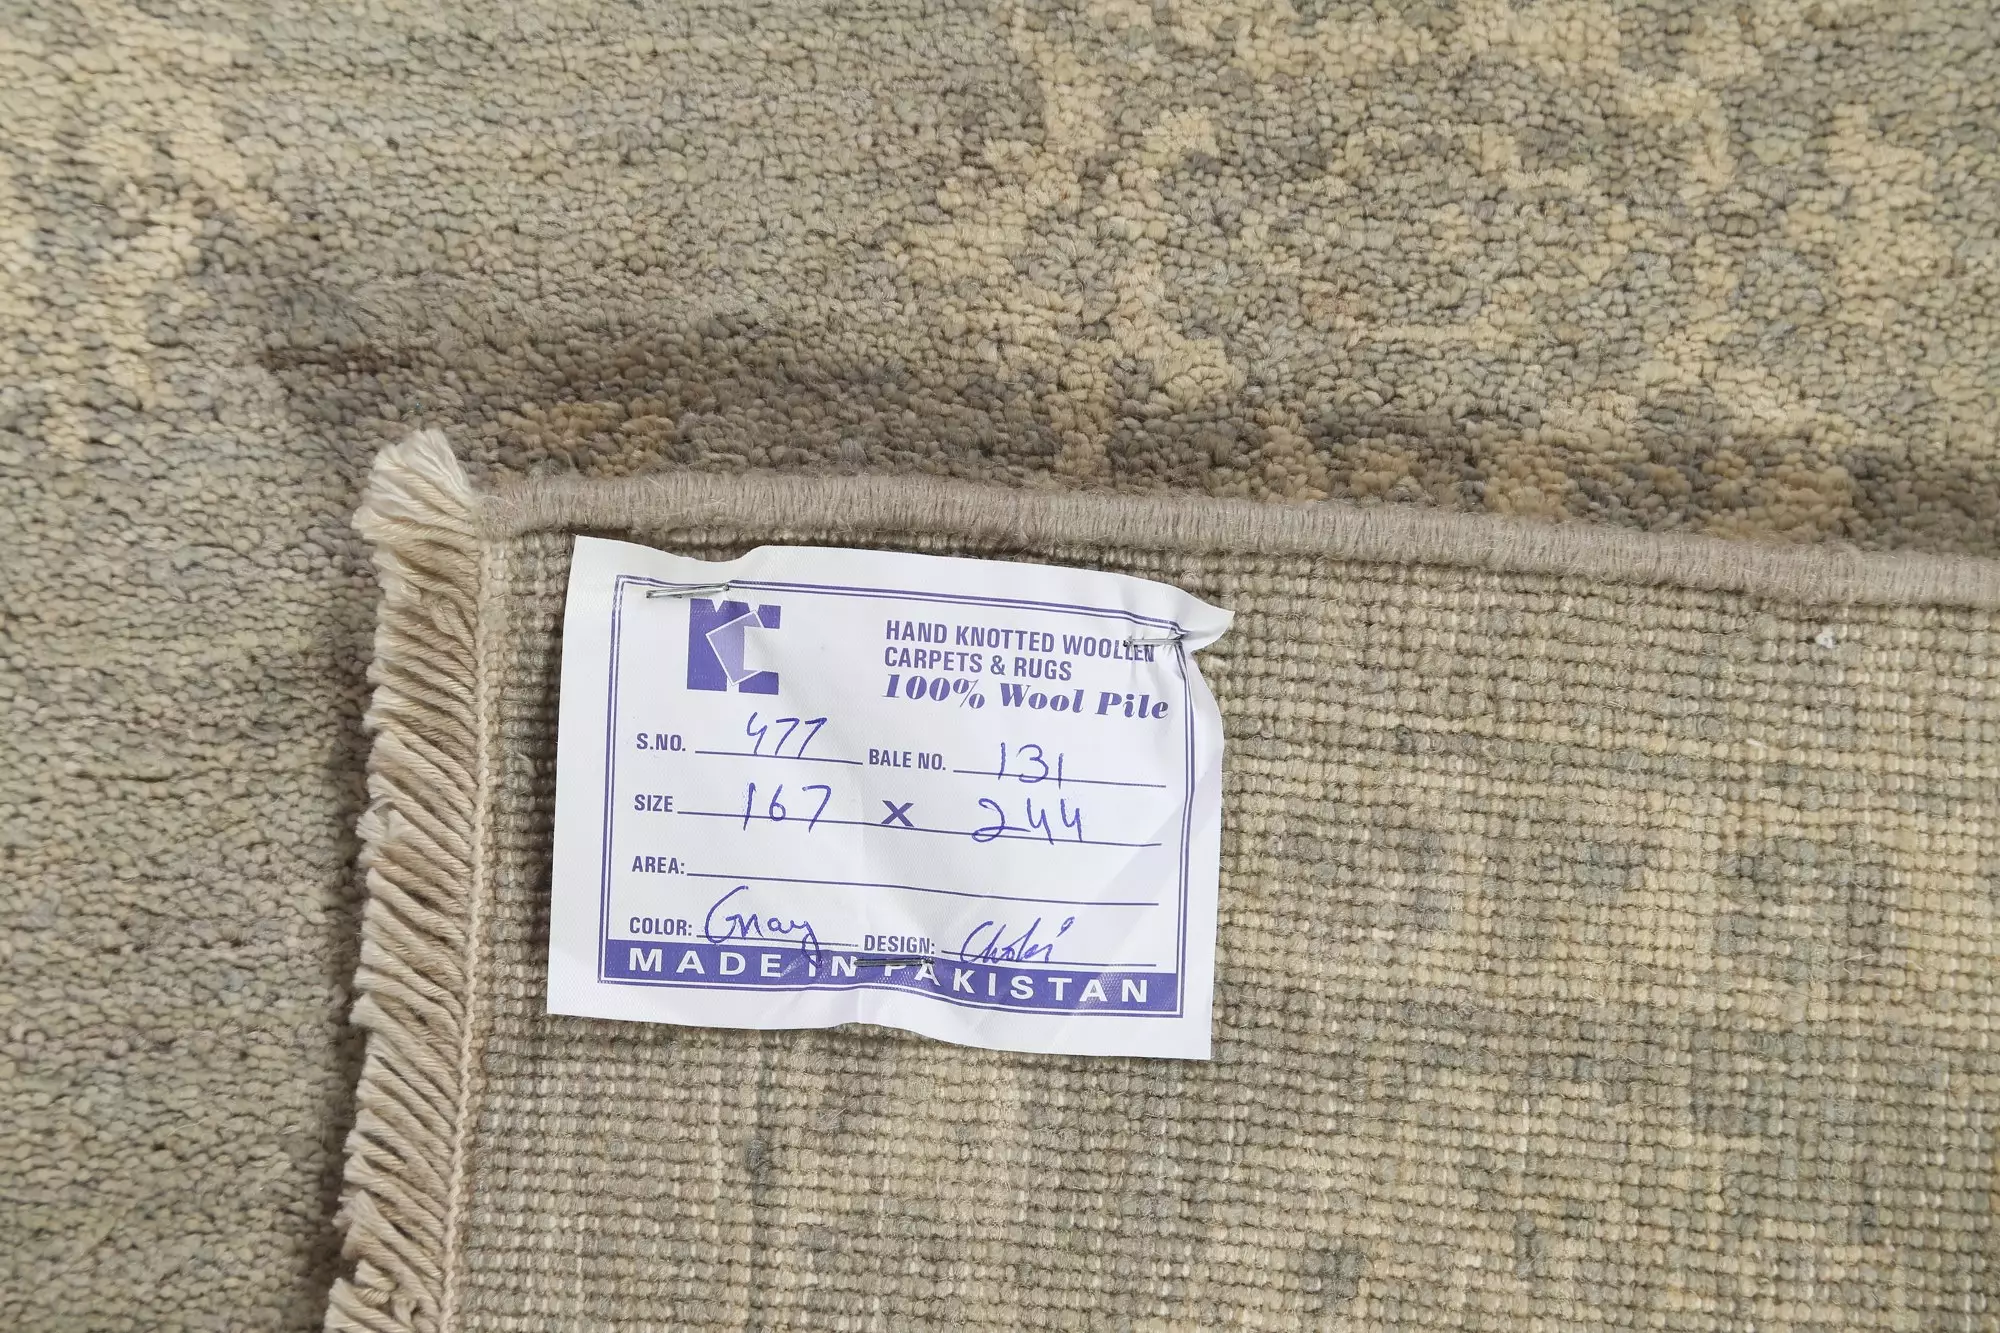 HAND KNOTTED WOOLLEN
CARPETS & RUGS
100% Wool Pile
S.NO. 477 BALE NO. 131
SIZE 167 X 244
AREA:
COLOR: Gray DESIGN: Chobi
MADE IN PAKISTAN